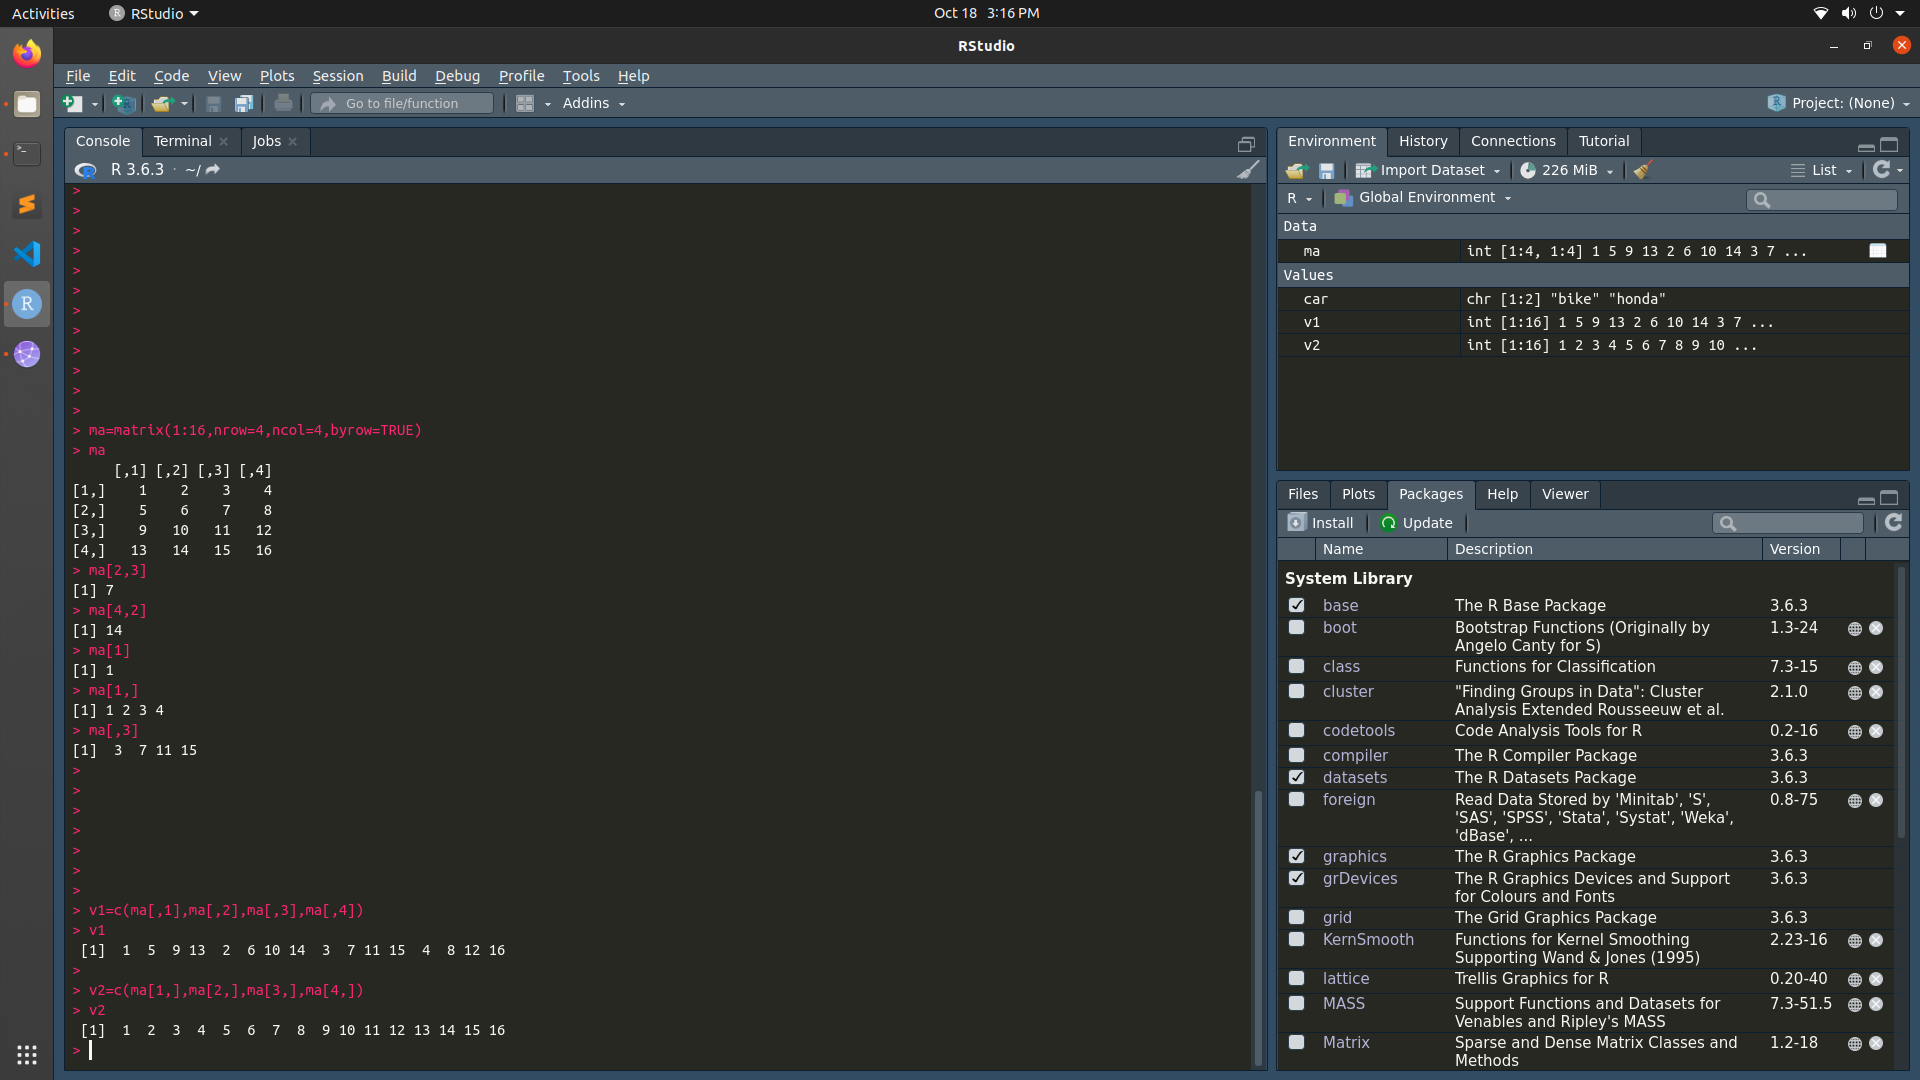 Activities
RStudio
Oct 18 3:16 PM
RStudio
File Edit Code View Plots Session Build Debug Profile Tools Help
Go to file/function
Addins
Project: (None)
Console Terminal Jobs
R 3.6.3 · ~/
>
>
>
>
>
>
>
>
>
>
>
>
> ma=matrix(1:16,nrow=4,ncol=4,byrow=TRUE)
> ma
     [,1] [,2] [,3] [,4]
[1,]    1    2    3    4
[2,]    5    6    7    8
[3,]    9   10   11   12
[4,]   13   14   15   16
> ma[2,3]
[1] 7
> ma[4,2]
[1] 14
> ma[1]
[1] 1
> ma[1,]
[1] 1 2 3 4
> ma[,3]
[1]  3  7 11 15
>
>
>
>
>
>
>
> v1=c(ma[,1],ma[,2],ma[,3],ma[,4])
> v1
 [1]  1  5  9 13  2  6 10 14  3  7 11 15  4  8 12 16
>
> v2=c(ma[1,],ma[2,],ma[3,],ma[4,])
> v2
 [1]  1  2  3  4  5  6  7  8  9 10 11 12 13 14 15 16
>
Environment History Connections Tutorial
Import Dataset 226 MiB List
R Global Environment
Data
ma int [1:4, 1:4] 1 5 9 13 2 6 10 14 3 7 ...
Values
car chr [1:2] "bike" "honda"
v1 int [1:16] 1 5 9 13 2 6 10 14 3 7 ...
v2 int [1:16] 1 2 3 4 5 6 7 8 9 10 ...
Files Plots Packages Help Viewer
Install Update
Name Description Version
System Library
base The R Base Package 3.6.3
boot Bootstrap Functions (Originally by 1.3-24
Angelo Canty for S)
class Functions for Classification 7.3-15
cluster "Finding Groups in Data": Cluster 2.1.0
Analysis Extended Rousseeuw et al.
codetools Code Analysis Tools for R 0.2-16
compiler The R Compiler Package 3.6.3
datasets The R Datasets Package 3.6.3
foreign Read Data Stored by 'Minitab', 'S', 0.8-75
'SAS', 'SPSS', 'Stata', 'Systat', 'Weka',
'dBase', ...
graphics The R Graphics Package 3.6.3
grDevices The R Graphics Devices and Support 3.6.3
for Colours and Fonts
grid The Grid Graphics Package 3.6.3
KernSmooth Functions for Kernel Smoothing 2.23-16
Supporting Wand & Jones (1995)
lattice Trellis Graphics for R 0.20-40
MASS Support Functions and Datasets for 7.3-51.5
Venables and Ripley's MASS
Matrix Sparse and Dense Matrix Classes and 1.2-18
Methods